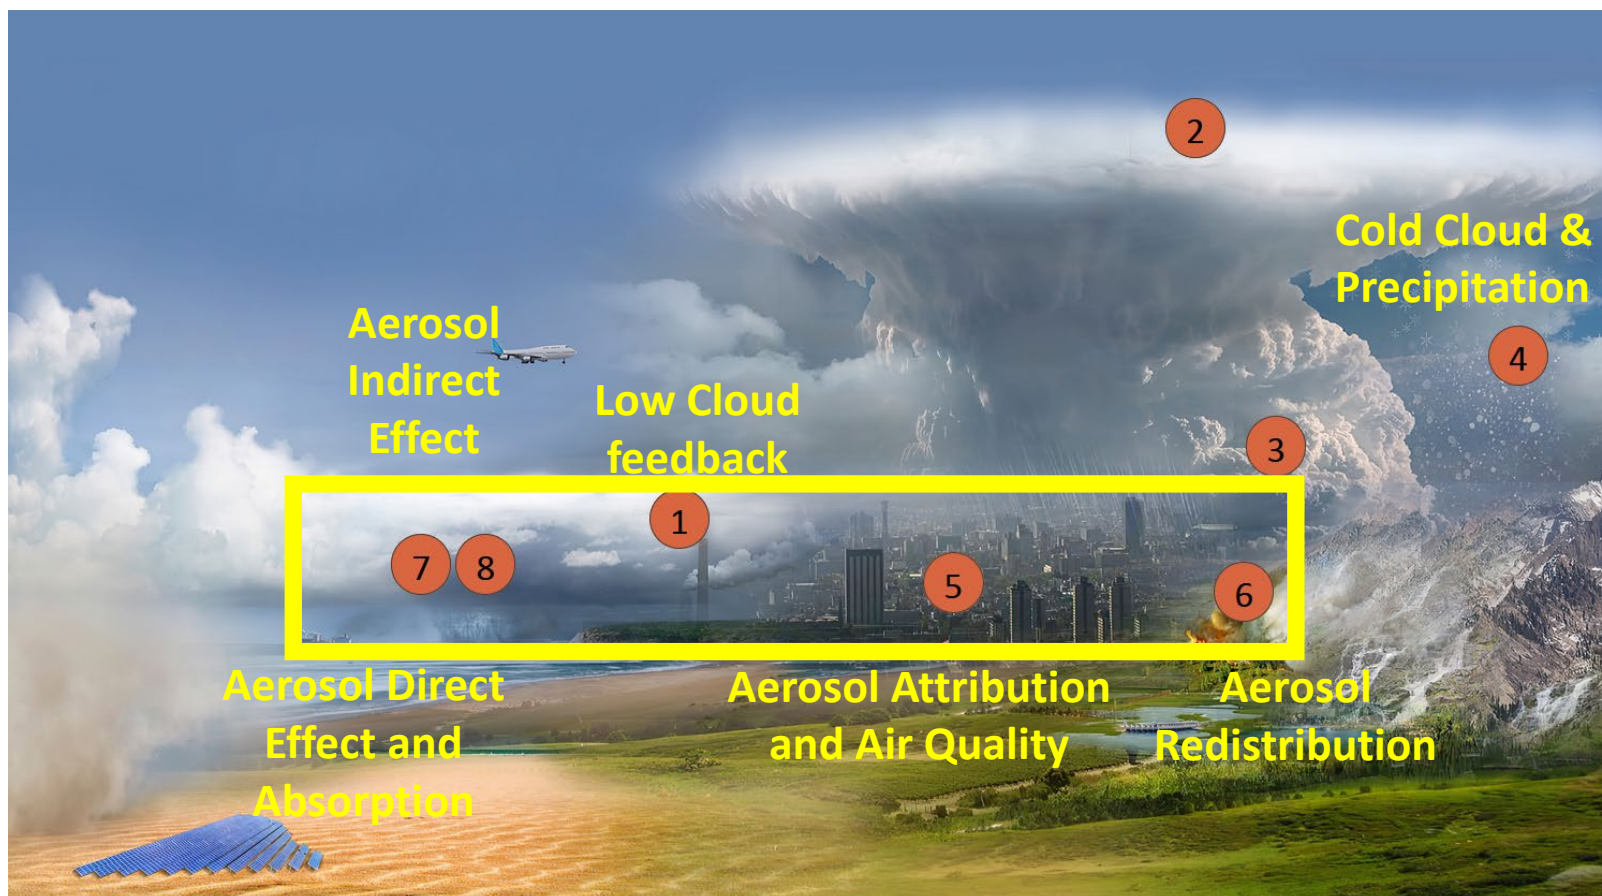 2
Cold Cloud &
Precipitation
4
Aerosol
Indirect
Effect
Low Cloud
feedback
3
1
7
8
5
6
Aerosol Direct
Effect and
Absorption
Aerosol Attribution
and Air Quality
Aerosol
Redistribution